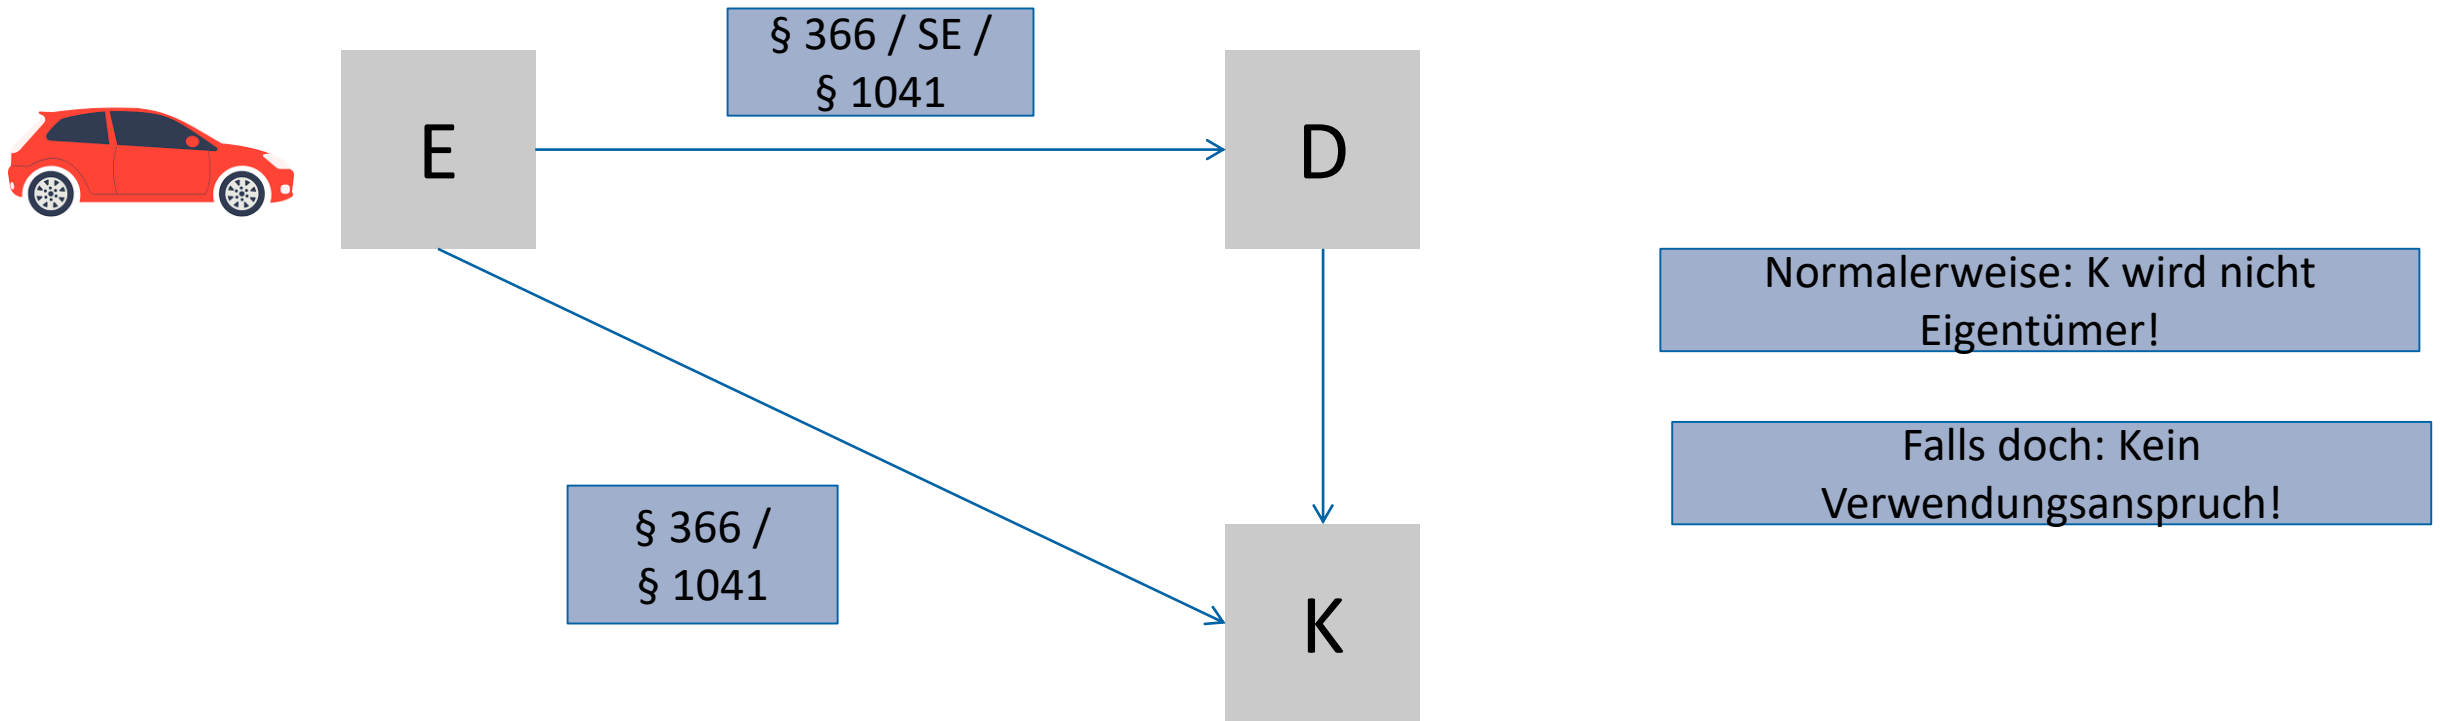 § 366 / SE /
§ 1041
E
D
Normalerweise: K wird nicht
Eigentümer!
Falls doch: Kein
Verwendungsanspruch!
§ 366 /
§ 1041
K